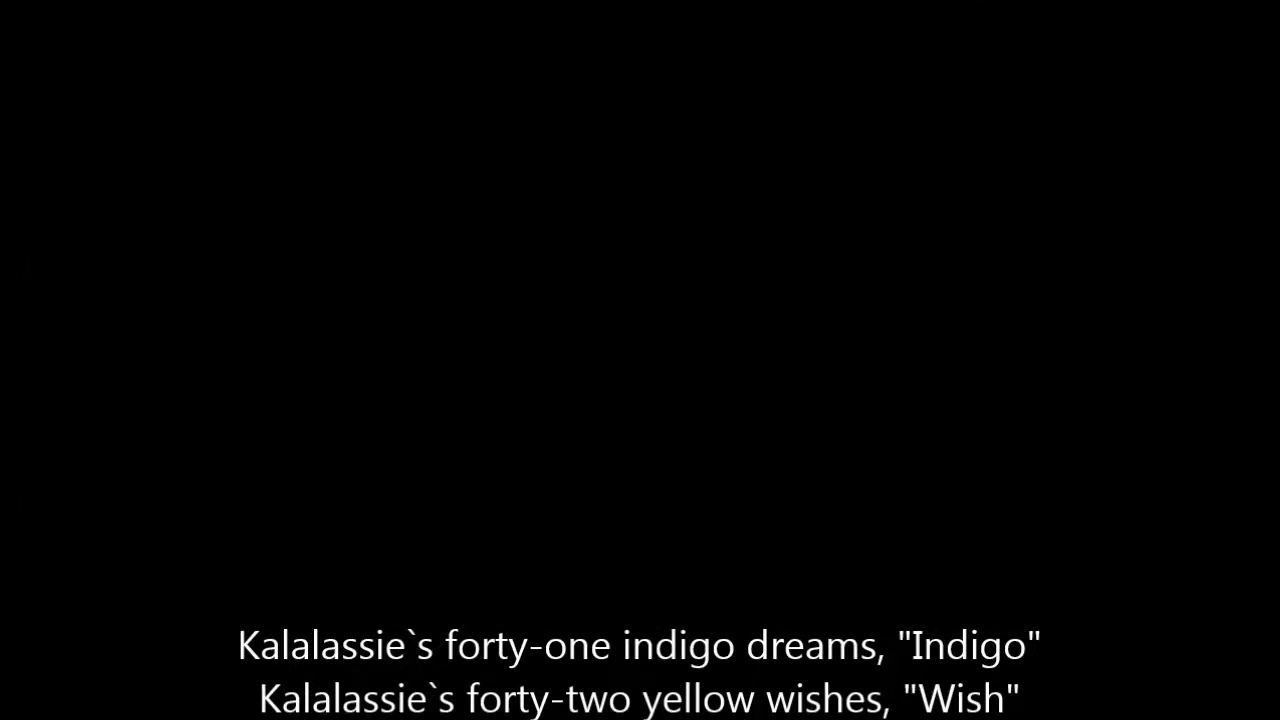 Kalalassie`s forty-one indigo dreams, "Indigo"
Kalalassie`s forty-two yellow wishes, "Wish"